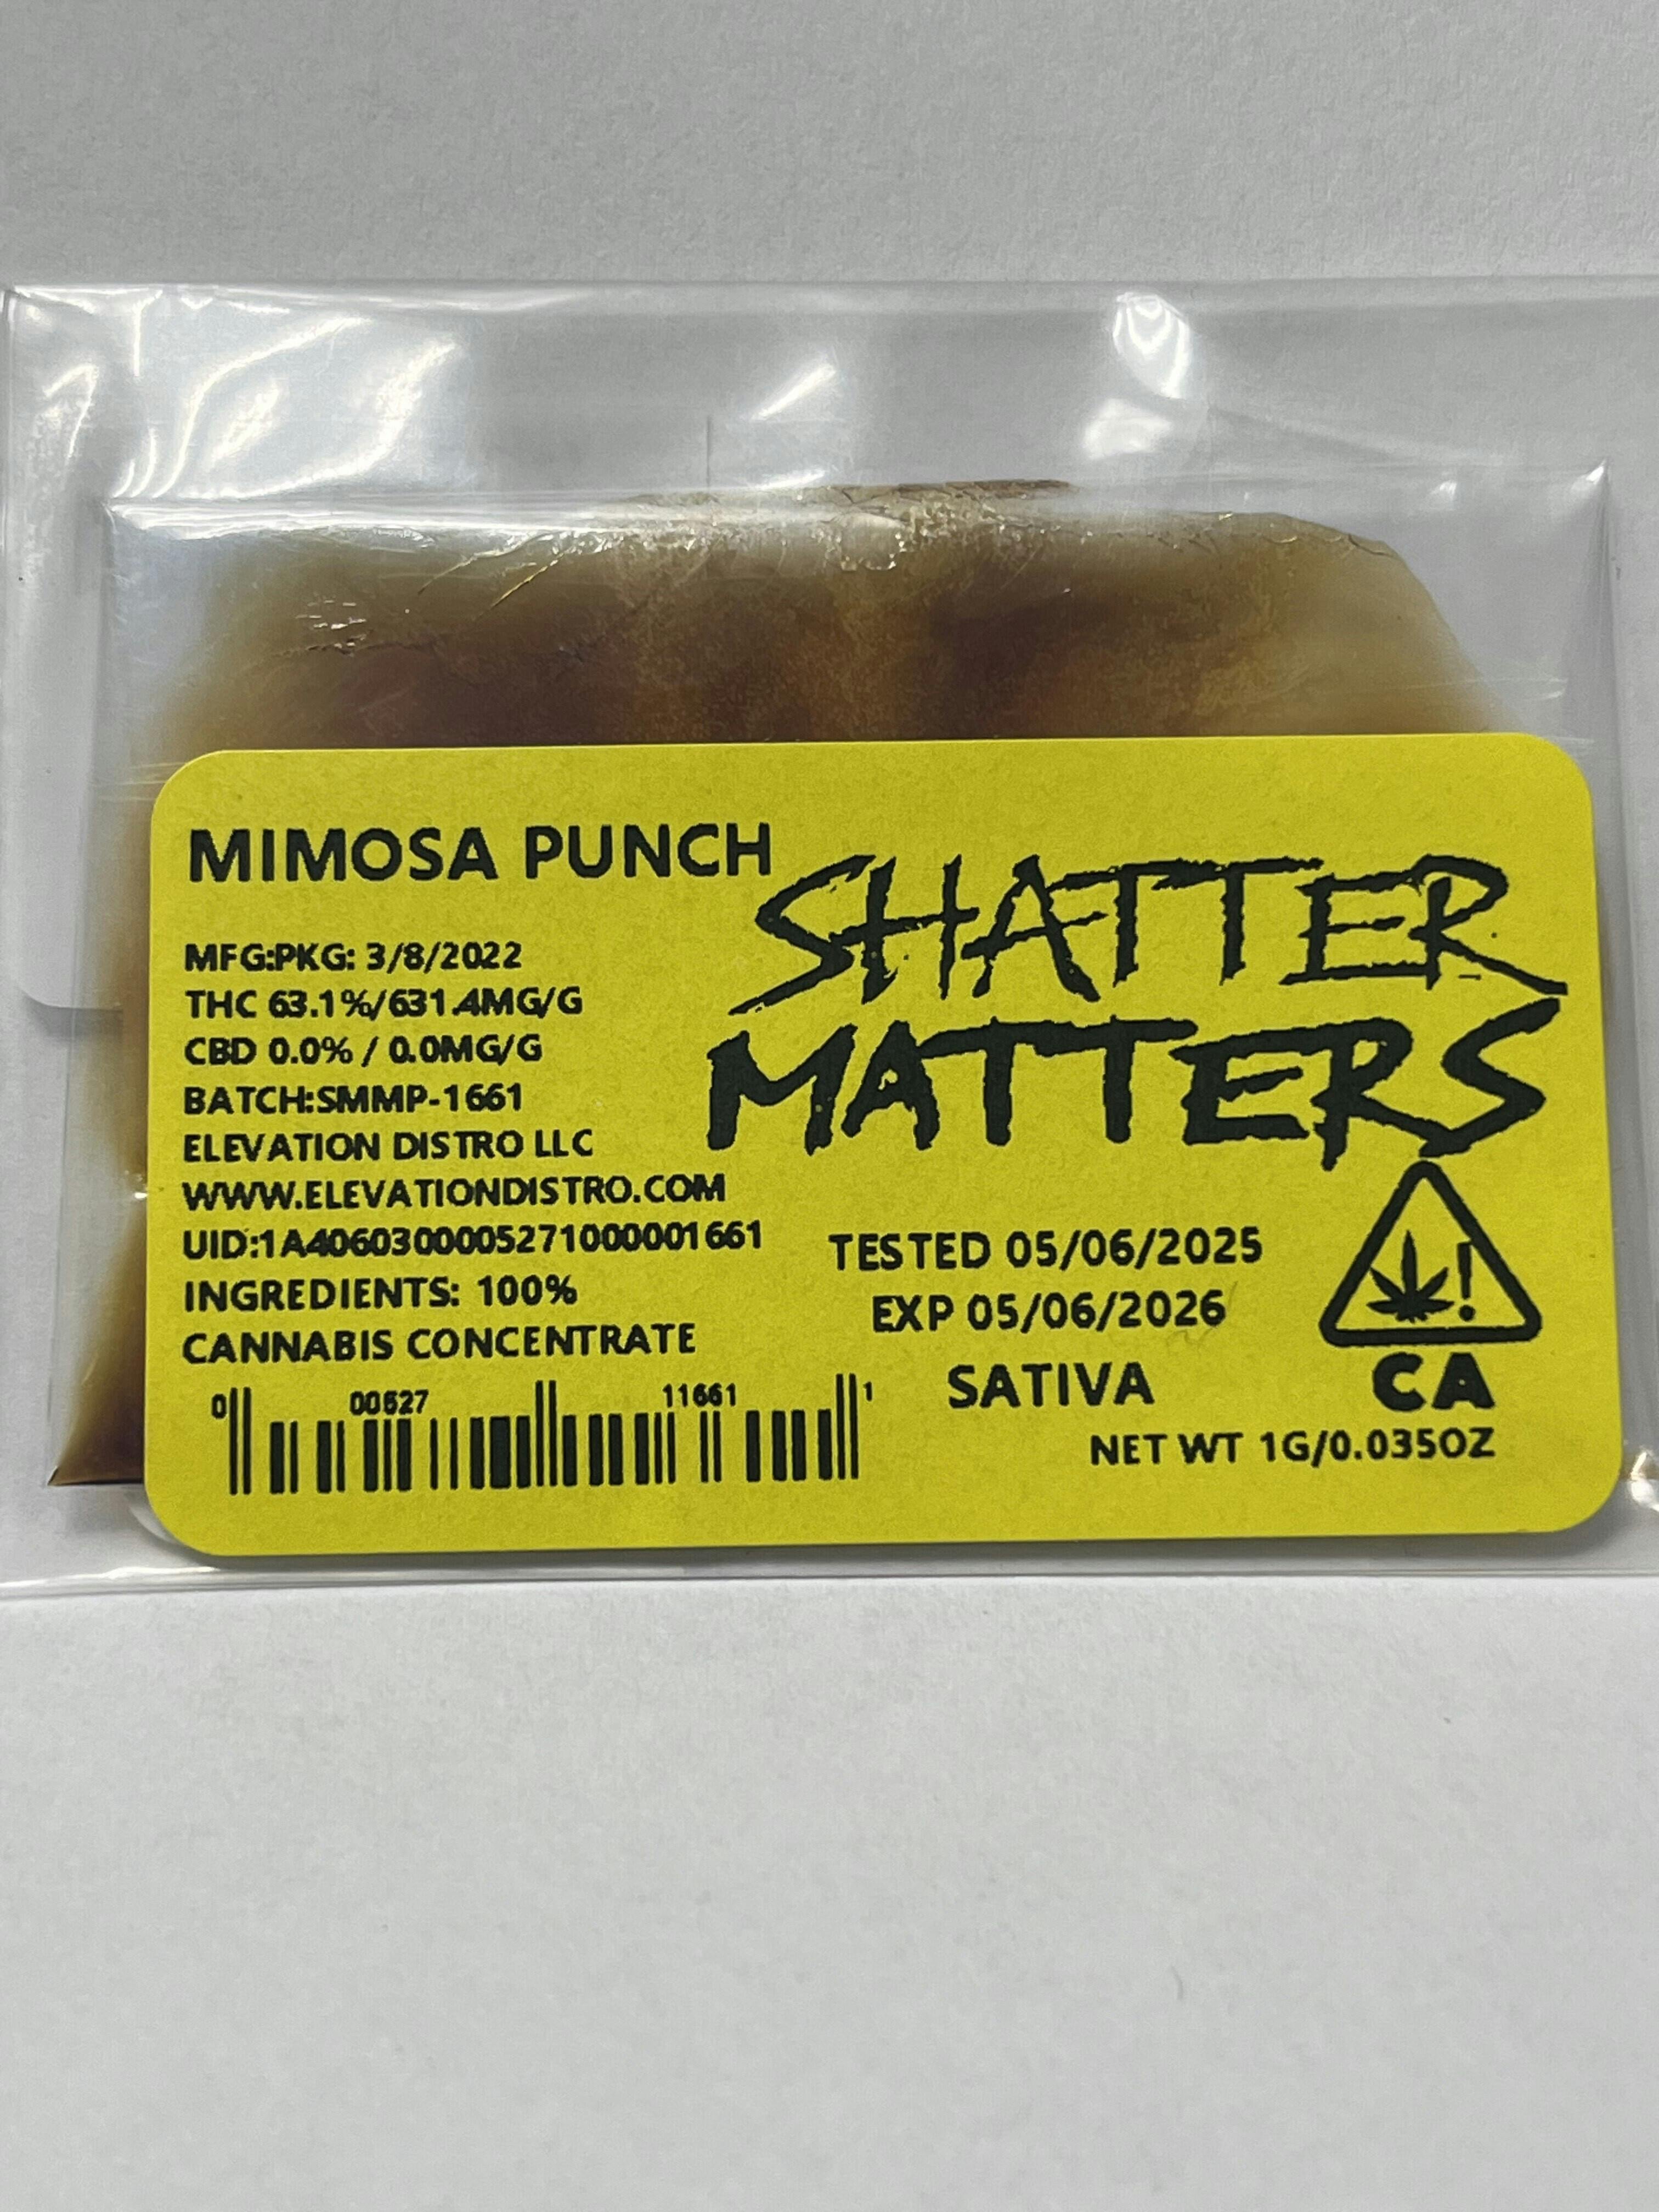 MIMOSA PUNCH
SHATTER
MATTERS
MFG:PKG: 3/8/2022
THC 63.1%/631.4MG/G
CBD 0.0% / 0.0MG/G
BATCH:SMMP-1661
ELEVATION DISTRO LLC
WWW.ELEVATIONDISTRO.COM
UID:1A4060300005271000001661
INGREDIENTS: 100%
CANNABIS CONCENTRATE
0 00527 11661 1
TESTED 05/06/2025
EXP 05/06/2026
SATIVA
!
CA
NET WT 1G/0.035OZ